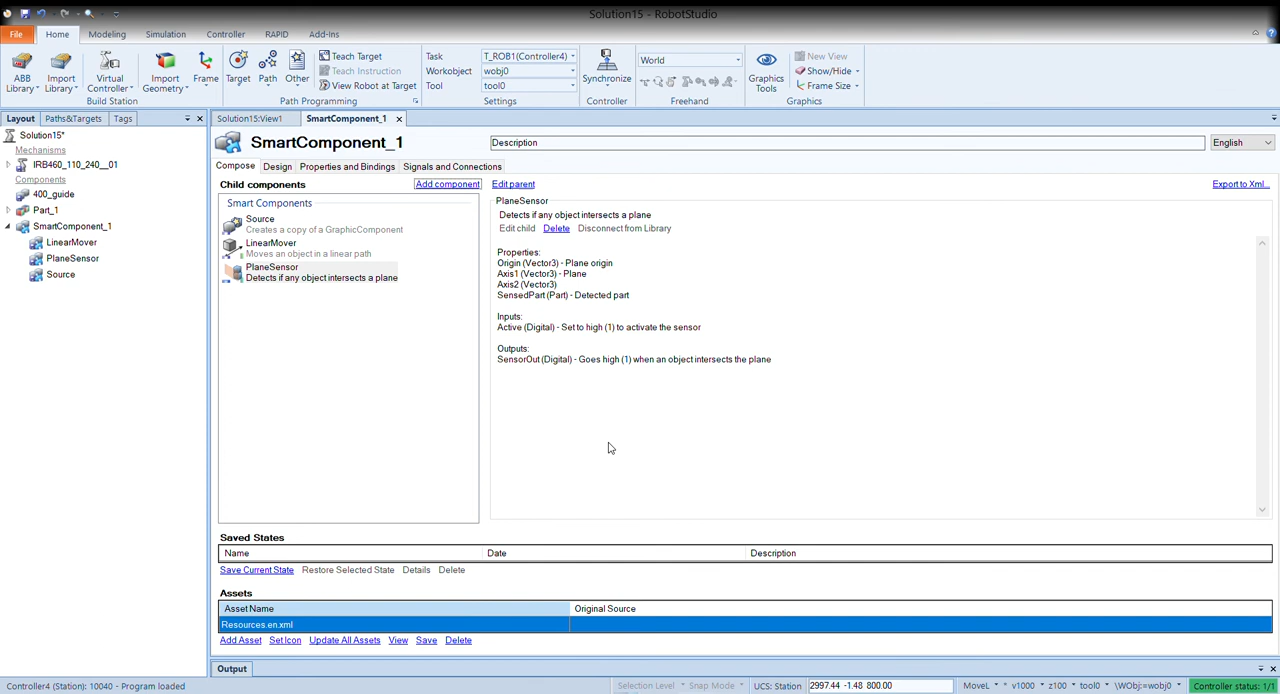 Solution15 - RobotStudio
File Home Modeling Simulation Controller RAPID Add-Ins
ABB Library
Import Library
Virtual Controller
Import Geometry
Frame
Build Station
Target
Path
Other
Teach Target
Teach Instruction
View Robot at Target
Path Programming
Task T_ROB1(Controller4)
Workobject wobj0
Tool tool0
Settings
Synchronize
Controller
World
Freehand
Graphics Tools
New View
Show/Hide
Frame Size
Graphics
Layout Paths&Targets Tags
Solution15:View1 SmartComponent_1
Solution15*
Mechanisms
IRB460_110_240__01
Components
400_guide
Part_1
SmartComponent_1
LinearMover
PlaneSensor
Source
SmartComponent_1 Description English
Compose Design Properties and Bindings Signals and Connections
Child components Add component Edit parent Export to Xml...
Smart Components
Source
Creates a copy of a GraphicComponent
LinearMover
Moves an object in a linear path
PlaneSensor
Detects if any object intersects a plane
PlaneSensor
Detects if any object intersects a plane
Edit child Delete Disconnect from Library
Properties:
Origin (Vector3) - Plane origin
Axis1 (Vector3) - Plane
Axis2 (Vector3)
SensedPart (Part) - Detected part
Inputs:
Active (Digital) - Set to high (1) to activate the sensor
Outputs:
SensorOut (Digital) - Goes high (1) when an object intersects the plane
Saved States
Name Date Description
Save Current State Restore Selected State Details Delete
Assets
Asset Name Original Source
Resources.en.xml
Add Asset Set Icon Update All Assets View Save Delete
Output
Controller4 (Station): 10040 - Program loaded Selection Level Snap Mode UCS: Station 2997.44 -1.48 800.00 MoveL * v1000 z100 tool0 \WObj:=wobj0 Controller status: 1/1